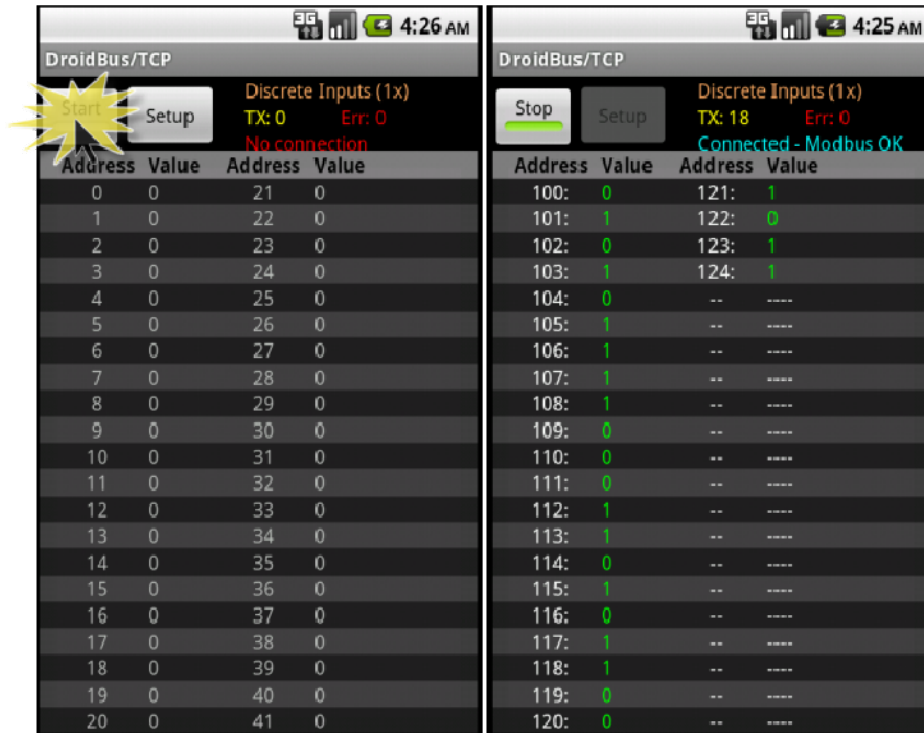 3G 4:26 AM
DroidBus/TCP
Start Setup
Discrete Inputs (1x)
TX: 0 Err: 0
No connection
Address Value Address Value
0 0 21 0
1 0 22 0
2 0 23 0
3 0 24 0
4 0 25 0
5 0 26 0
6 0 27 0
7 0 28 0
8 0 29 0
9 0 30 0
10 0 31 0
11 0 32 0
12 0 33 0
13 0 34 0
14 0 35 0
15 0 36 0
16 0 37 0
17 0 38 0
18 0 39 0
19 0 40 0
20 0 41 0
3G 4:25 AM
DroidBus/TCP
Stop Setup
Discrete Inputs (1x)
TX: 18 Err: 0
Connected - Modbus OK
Address Value Address Value
100: 0 121: 1
101: 1 122: 0
102: 0 123: 1
103: 1 124: 1
104: 0 -- ----
105: 1 -- ----
106: 1 -- ----
107: 1 -- ----
108: 1 -- ----
109: 0 -- ----
110: 0 -- ----
111: 0 -- ----
112: 1 -- ----
113: 1 -- ----
114: 0 -- ----
115: 1 -- ----
116: 0 -- ----
117: 1 -- ----
118: 1 -- ----
119: 0 -- ----
120: 0 -- ----